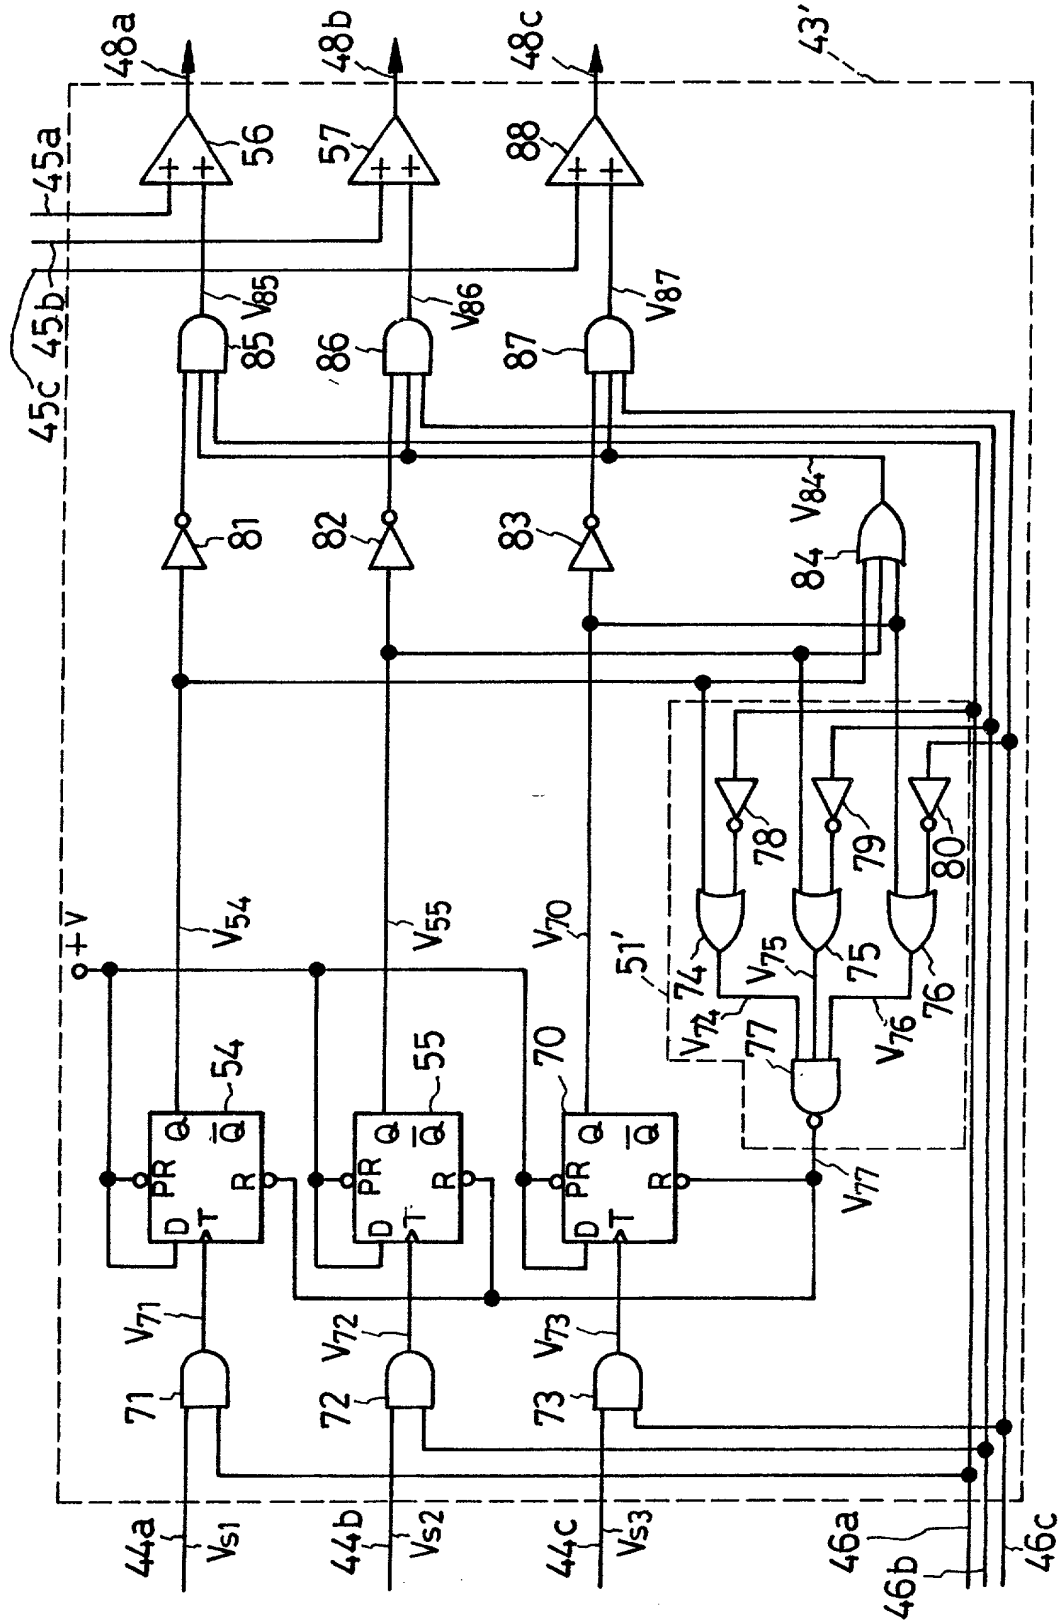 48a
48b
48c
43'
45a
45b
45c
+
+
56
+
+
57
+
+
88
V85
85
V86
86
V87
87
81
82
83
V84
84
+V
V54
V55
V70
51'
74
75
76
V74
V75
V76
77
78
79
80
V77
Q
Q
PR
R
D
T
54
Q
Q
PR
R
D
T
55
Q
Q
PR
R
D
T
70
V71
71
V72
72
V73
73
44a
Vs1
44b
Vs2
44c
Vs3
46a
46b
46c